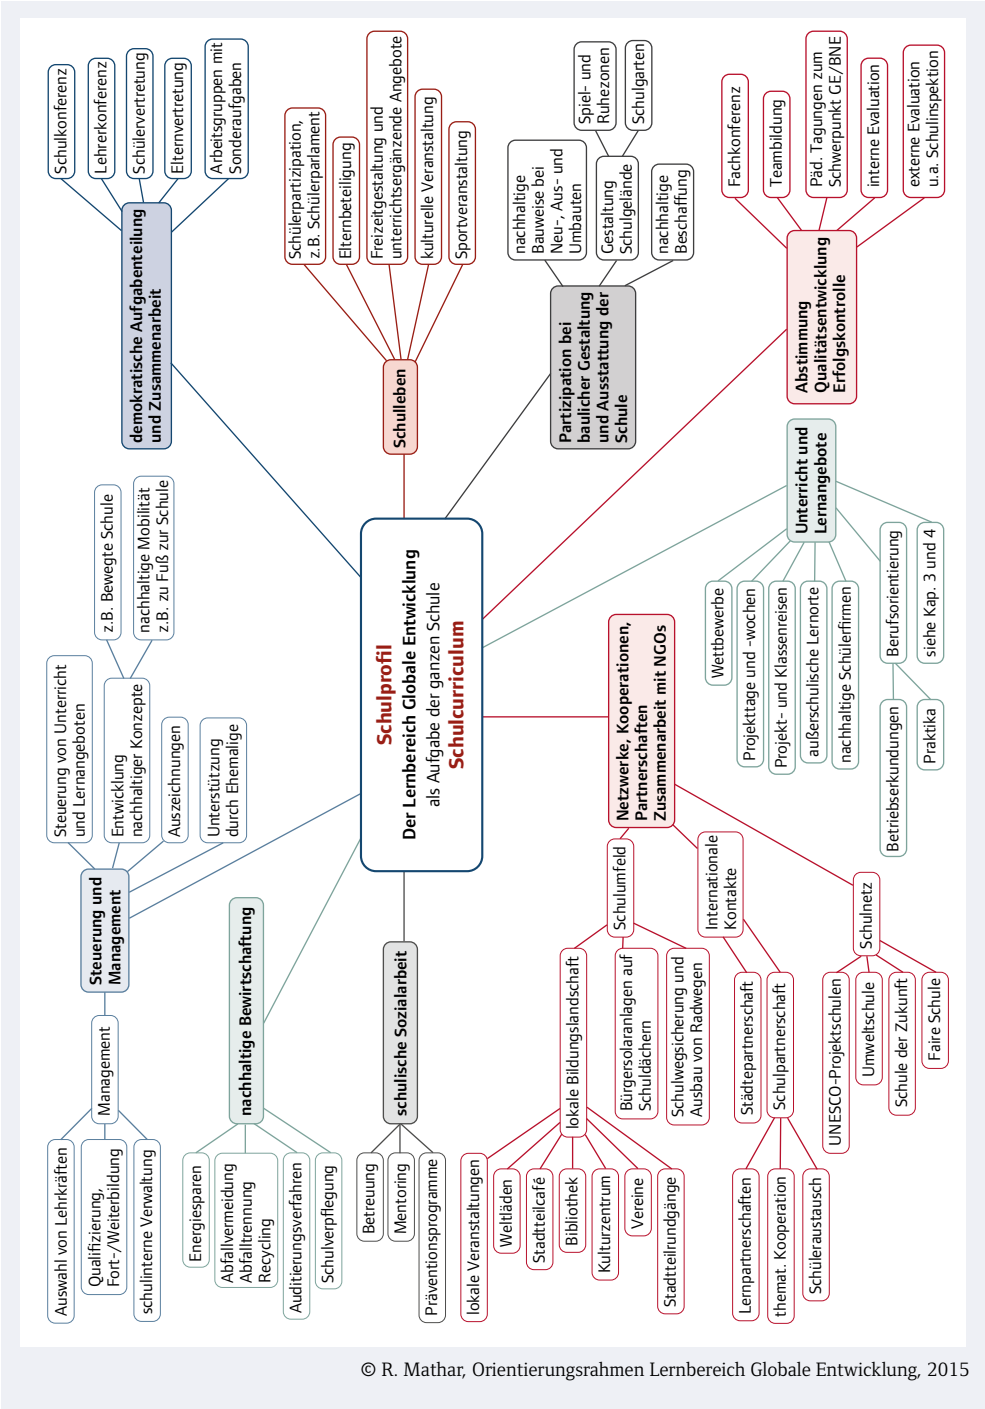 Schulprofil
Der Lernbereich Globale Entwicklung
als Aufgabe der ganzen Schule
Schulcurriculum
demokratische Aufgabenteilung
und Zusammenarbeit
Schulkonferenz
Lehrerkonferenz
Schülervertretung
Elternvertretung
Arbeitsgruppen mit
Sonderaufgaben
Schulleben
Schülerpartizipation,
z.B. Schülerparlament
Elternbeteiligung
Freizeitgestaltung und
unterrichtsergänzende Angebote
kulturelle Veranstaltung
Sportveranstaltung
Partizipation bei
baulicher Gestaltung
und Ausstattung der
Schule
nachhaltige
Bauweise bei
Neu-, Aus- und
Umbauten
Gestaltung
Schulgelände
Spiel- und
Ruhezonen
Schulgarten
nachhaltige
Beschaffung
Abstimmung
Qualitätsentwicklung
Erfolgskontrolle
Fachkonferenz
Teambildung
Päd. Tagungen zum
Schwerpunkt GE/BNE
interne Evaluation
externe Evaluation
u.a. Schulinspektion
Unterricht und
Lernangebote
Wettbewerbe
Projekttage und -wochen
Projekt- und Klassenreisen
außerschulische Lernorte
nachhaltige Schülerfirmen
Berufsorientierung
Betriebserkundungen
Praktika
siehe Kap. 3 und 4
Netzwerke, Kooperationen,
Partnerschaften
Zusammenarbeit mit NGOs
Schulumfeld
lokale Bildungslandschaft
lokale Veranstaltungen
Weltläden
Stadtteilcafé
Bibliothek
Kulturzentrum
Vereine
Stadtteilrundgänge
Bürgersolaranlagen auf
Schuldächern
Schulwegsicherung und
Ausbau von Radwegen
Internationale
Kontakte
Städtepartnerschaft
Schulpartnerschaft
Lernpartnerschaften
themat. Kooperation
Schüleraustausch
Schulnetz
UNESCO-Projektschulen
Umweltschule
Schule der Zukunft
Faire Schule
schulische Sozialarbeit
Betreuung
Mentoring
Präventionsprogramme
nachhaltige Bewirtschaftung
Energiesparen
Abfallvermeidung
Abfalltrennung
Recycling
Auditierungsverfahren
Schulverpflegung
Steuerung und
Management
Steuerung von Unterricht
und Lernangeboten
Entwicklung
nachhaltiger Konzepte
z.B. Bewegte Schule
nachhaltige Mobilität
z.B. zu Fuß zur Schule
Auszeichnungen
Unterstützung
durch Ehemalige
Management
Auswahl von Lehrkräften
Qualifizierung,
Fort-/Weiterbildung
schulinterne Verwaltung
© R. Mathar, Orientierungsrahmen Lernbereich Globale Entwicklung, 2015